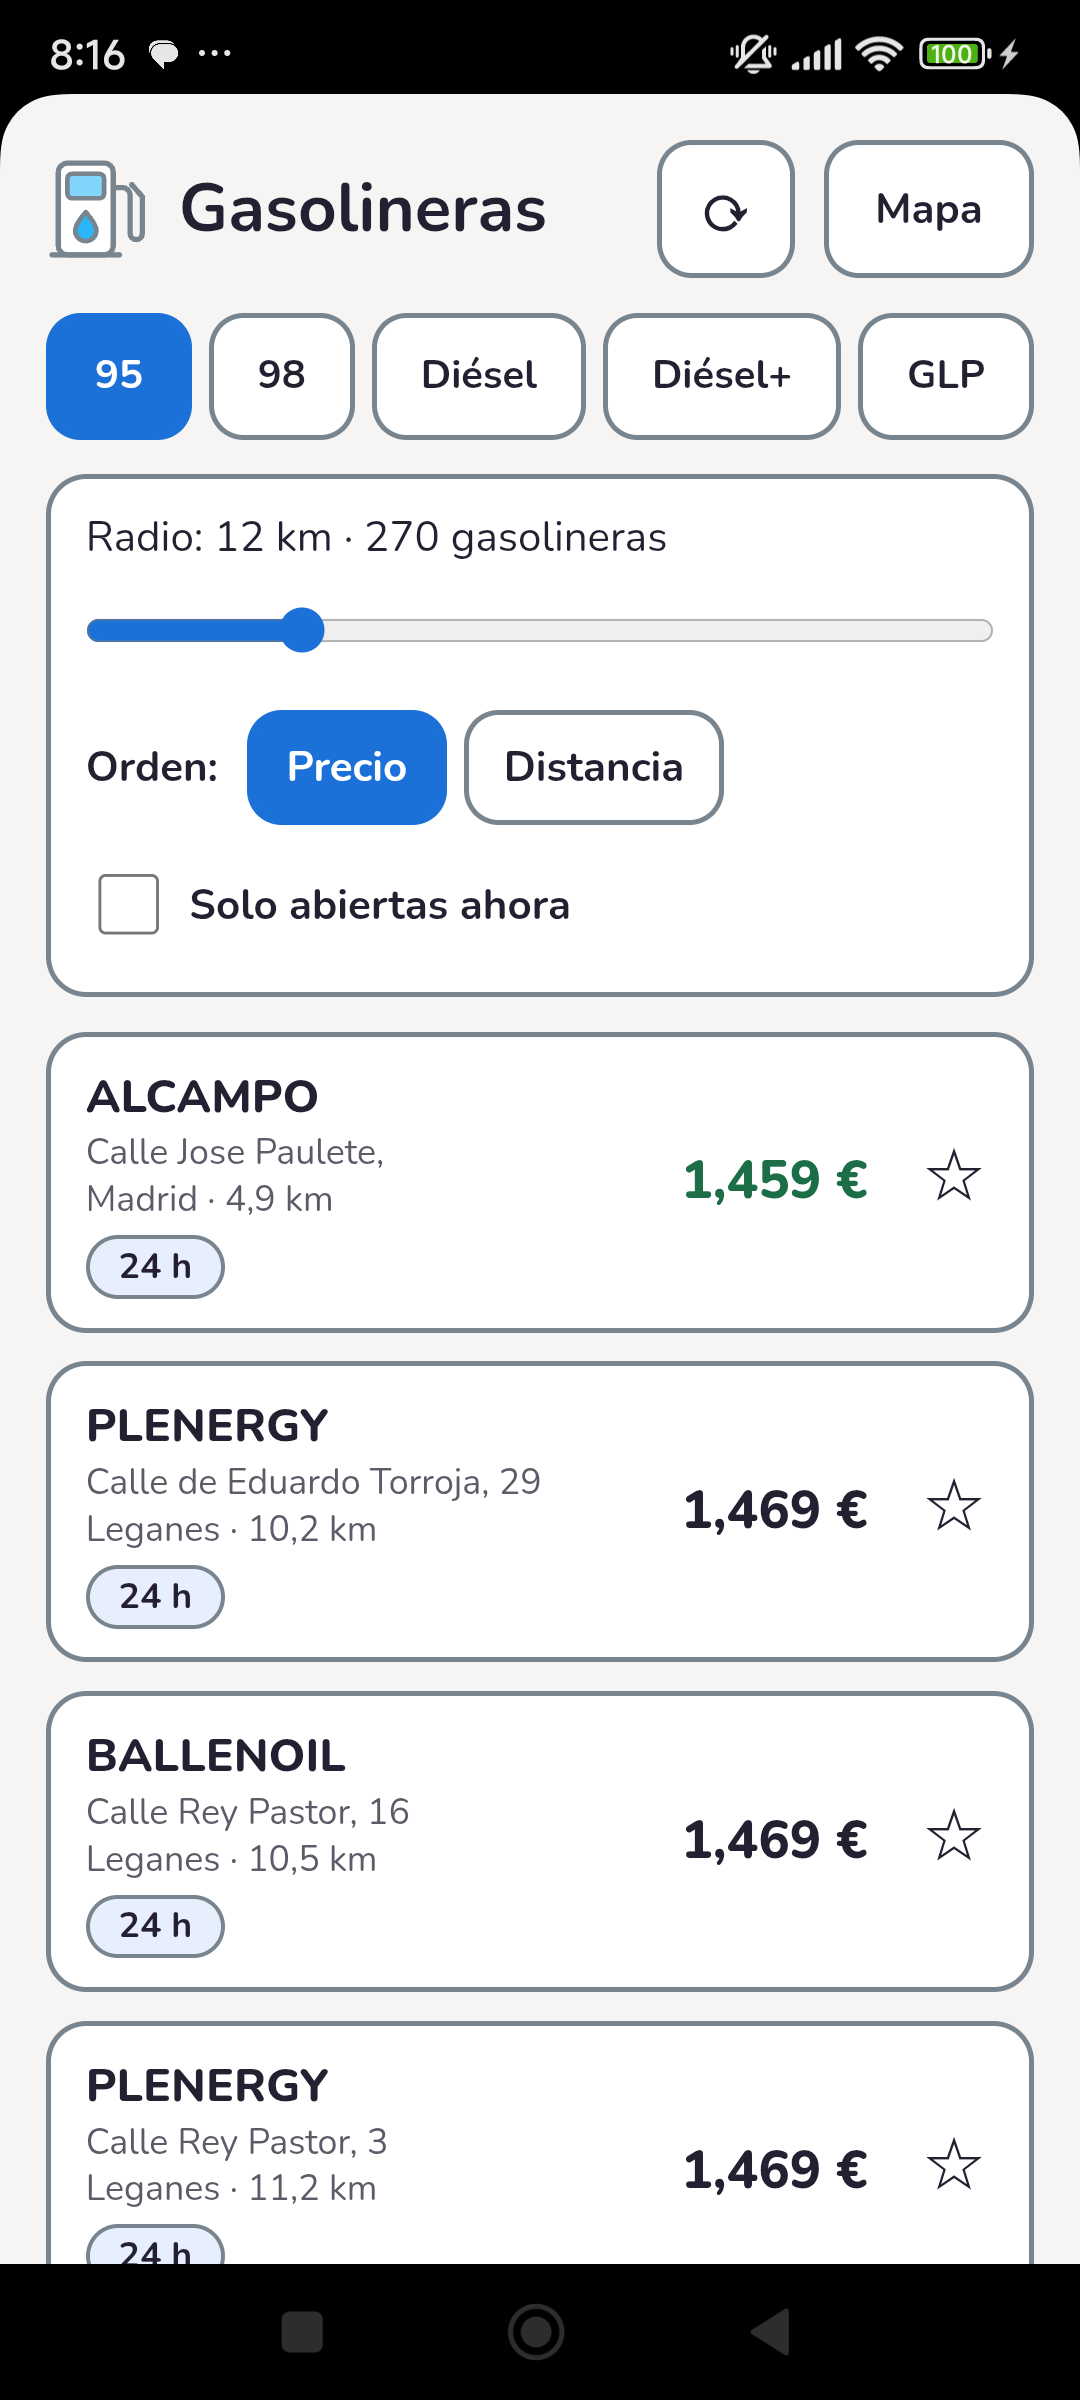 8:16
100
Gasolineras
Mapa
95 98 Diésel Diésel+ GLP
Radio: 12 km · 270 gasolineras
Orden: Precio Distancia
Solo abiertas ahora
ALCAMPO
Calle Jose Paulete,
Madrid · 4,9 km
1,459 €
24 h
PLENERGY
Calle de Eduardo Torroja, 29
Leganes · 10,2 km
1,469 €
24 h
BALLENOIL
Calle Rey Pastor, 16
Leganes · 10,5 km
1,469 €
24 h
PLENERGY
Calle Rey Pastor, 3
Leganes · 11,2 km
1,469 €
24 h